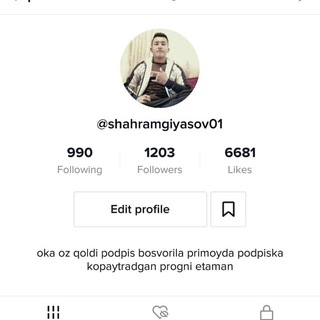 @shahramgiyasov01
990 1203 6681
Following Followers Likes
Edit profile
oka oz qoldi podpis bosvorila primoyda podpiska
kopaytradgan progni etaman